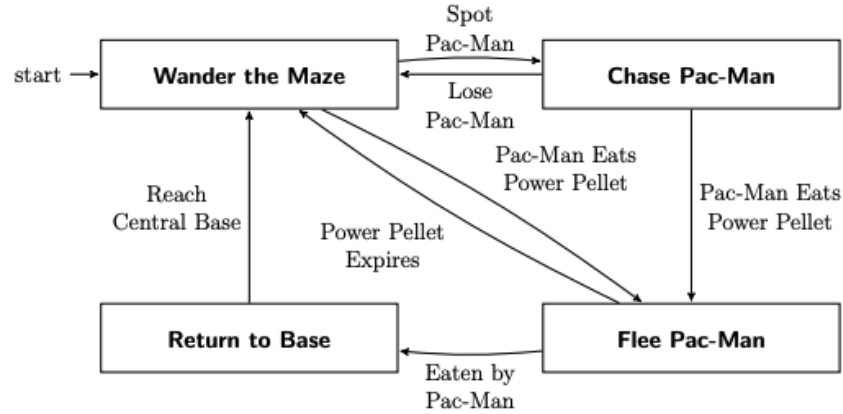 Spot
Pac-Man
start
Wander the Maze
Chase Pac-Man
Lose
Pac-Man
Pac-Man Eats
Power Pellet
Pac-Man Eats
Power Pellet
Reach
Central Base
Power Pellet
Expires
Return to Base
Flee Pac-Man
Eaten by
Pac-Man